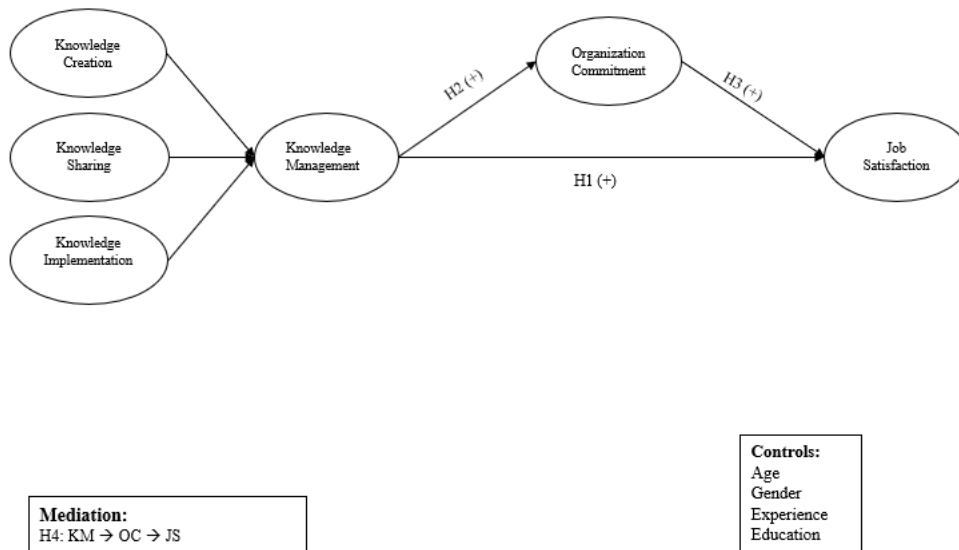 Knowledge
Creation
Organization
Commitment
H2 (+)
H3 (+)
Knowledge
Sharing
Knowledge
Management
Job
Satisfaction
H1 (+)
Knowledge
Implementation
Controls:
Age
Gender
Experience
Education
Mediation:
H4: KM → OC → JS